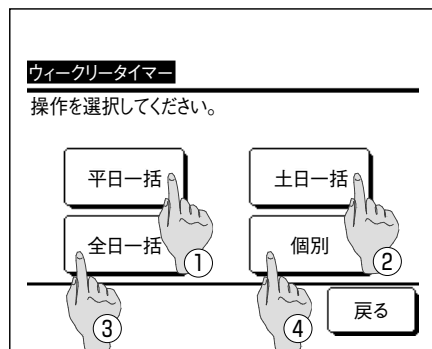 ウィークリータイマー
操作を選択してください。
平日一括
土日一括
①
②
全日一括
個別
③
④
戻る